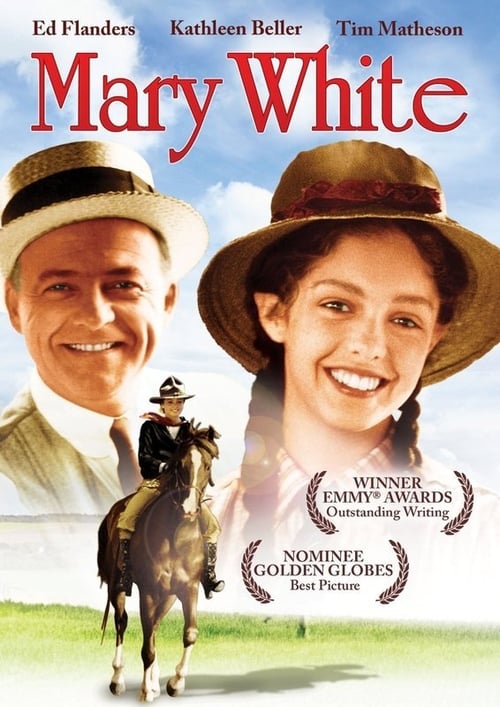 Ed Flanders Kathleen Beller Tim Matheson
Mary White
WINNER
EMMY® AWARDS
Outstanding Writing
NOMINEE
GOLDEN GLOBES
Best Picture